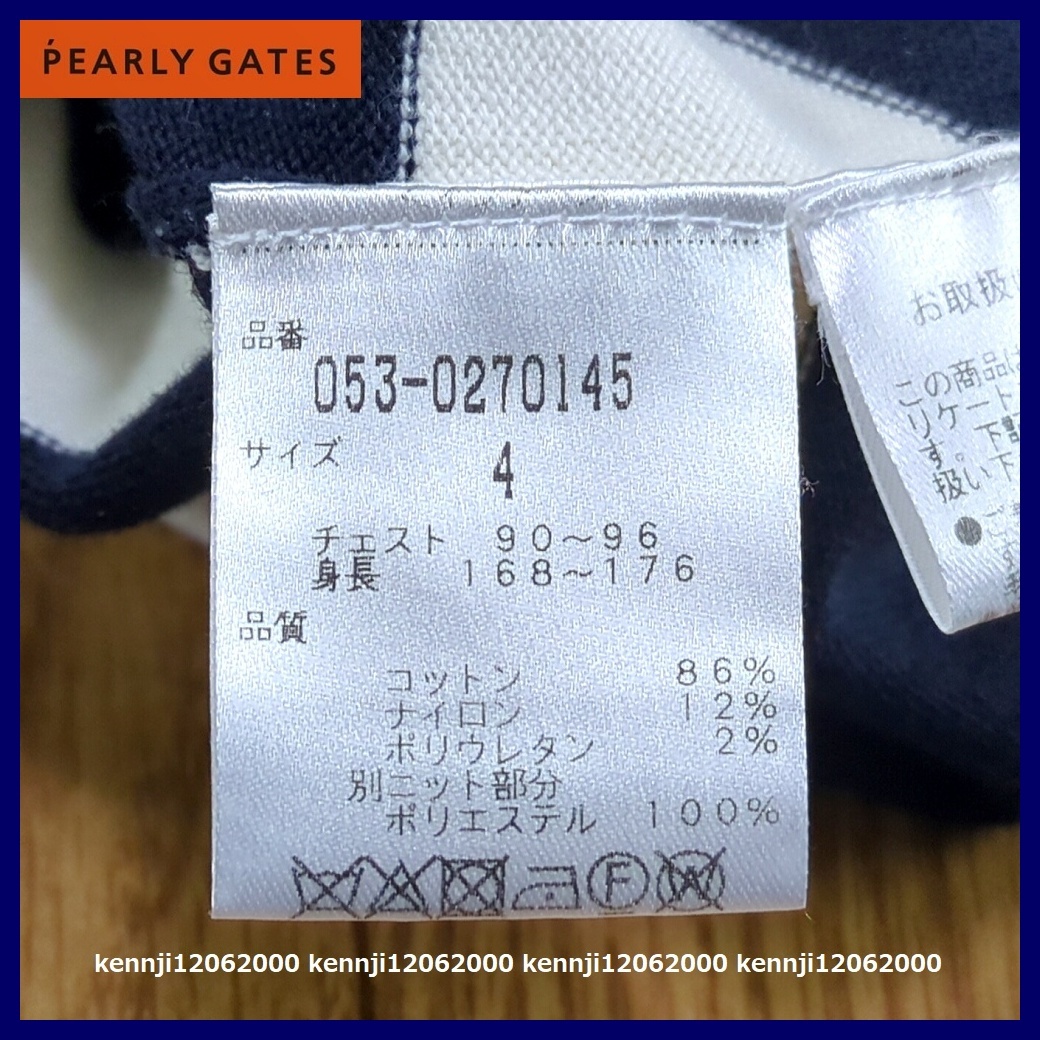 PEARLY GATES
品番
053-0270145
サイズ 4
チェスト 90~96
身長 168~176
品質
コットン 86%
ナイロン 12%
ポリウレタン 2%
別ニット部分
ポリエステル 100%
F
W
お取扱い
この商品は
リケート
す。下記
扱い下
kennji12062000 kennji12062000 kennji12062000 kennji12062000